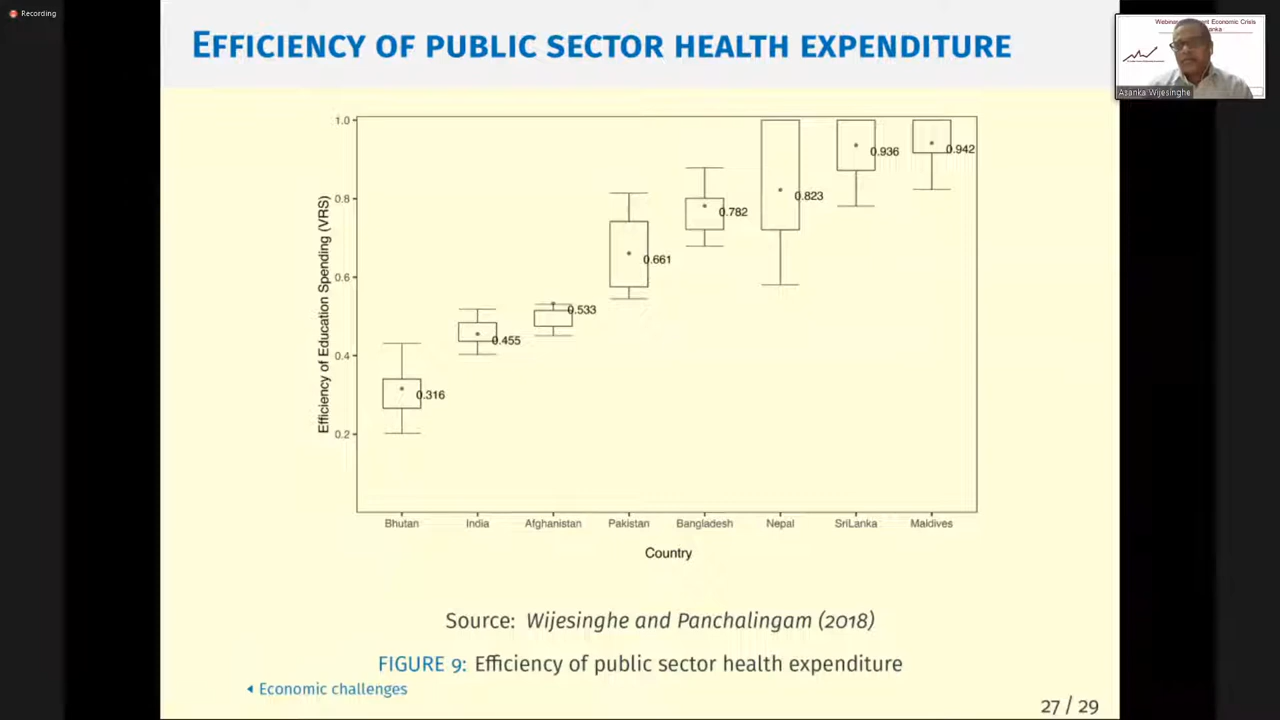 Recording
EFFICIENCY OF PUBLIC SECTOR HEALTH EXPENDITURE
Economic Crisis
Asanka Wijesinghe
Efficiency of Education Spending (VRS)
1.0
0.8
0.6
0.4
0.2
0.316
0.455
0.533
0.661
0.782
0.823
0.936
0.942
Bhutan India Afghanistan Pakistan Bangladesh Nepal SriLanka Maldives
Country
Source: Wijesinghe and Panchalingam (2018)
FIGURE 9: Efficiency of public sector health expenditure
Economic challenges
27 / 29